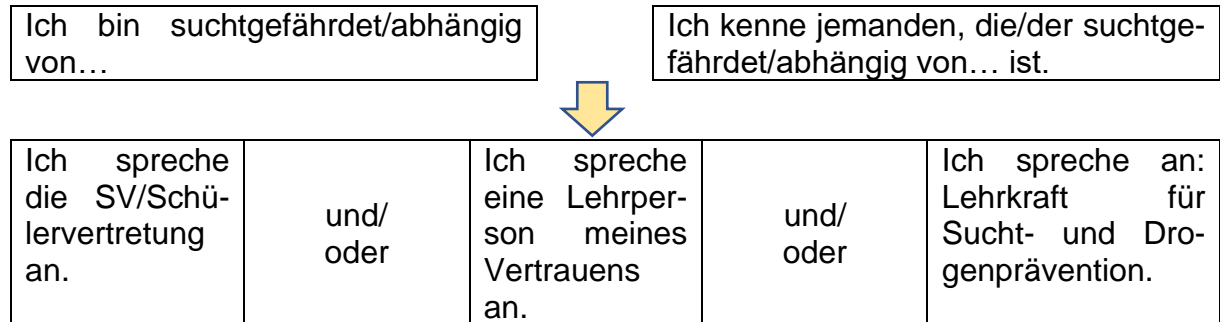 Ich bin suchtgefährdet/abhängig
von…
Ich kenne jemanden, die/der suchtge-
fährdet/abhängig von… ist.
Ich spreche
die SV/Schü-
lervertretung
an.
und/
oder
Ich spreche
eine Lehrper-
son meines
Vertrauens
an.
und/
oder
Ich spreche an:
Lehrkraft für
Sucht- und Dro-
genprävention.